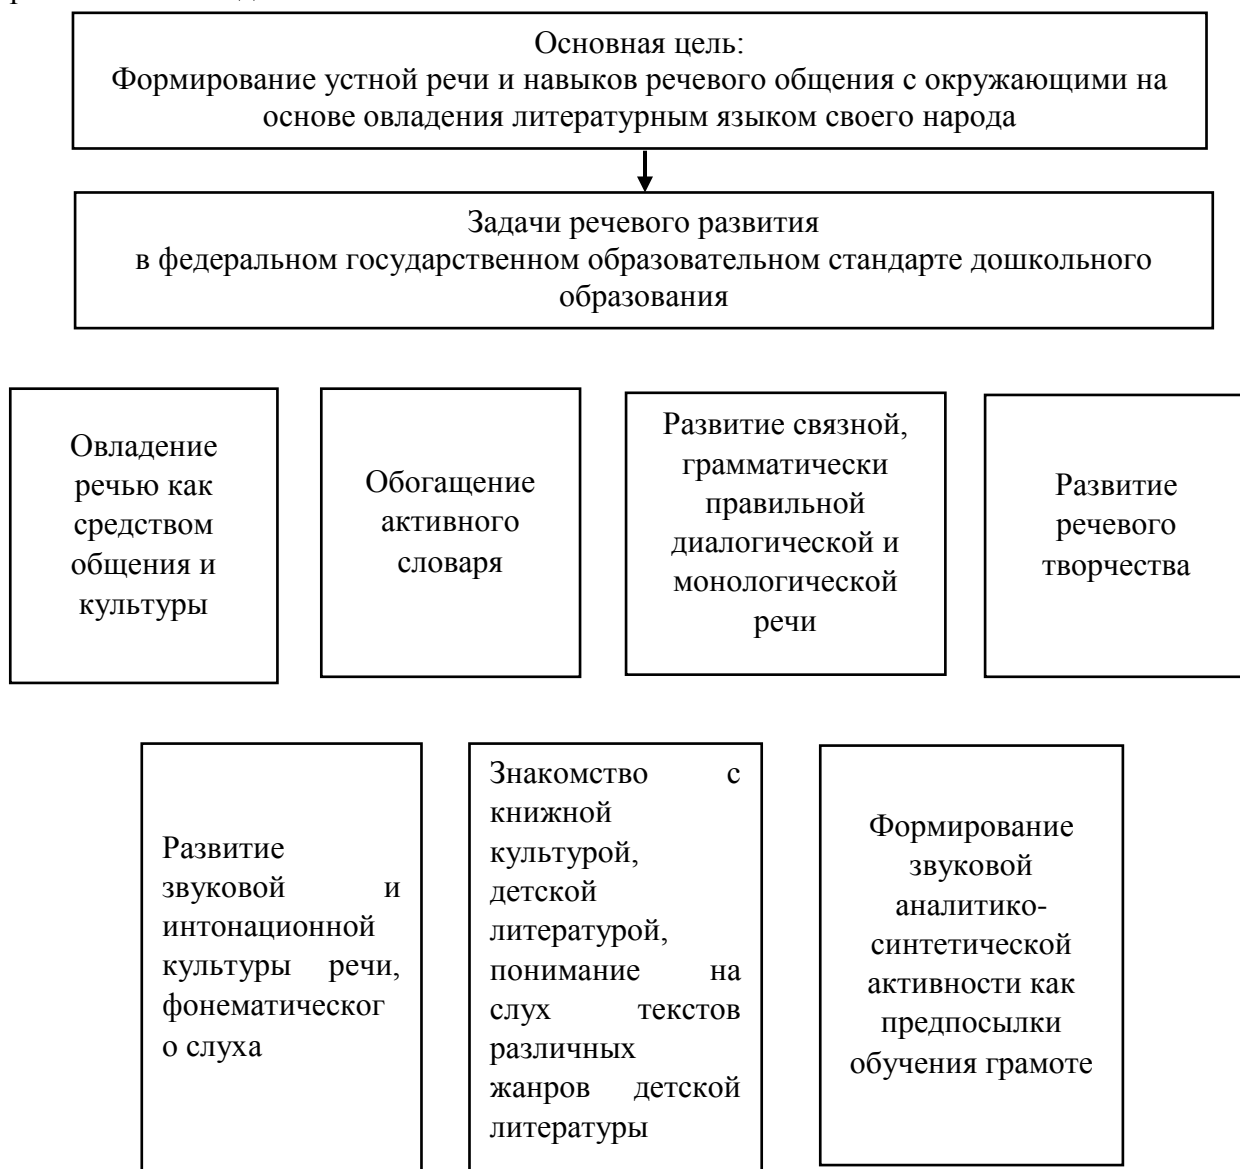 Основная цель:
Формирование устной речи и навыков речевого общения с окружающими на
основе овладения литературным языком своего народа
Задачи речевого развития
в федеральном государственном образовательном стандарте дошкольного
образования
Овладение
речью как
средством
общения и
культуры
Обогащение
активного
словаря
Развитие связной,
грамматически
правильной
диалогической и
монологической
речи
Развитие
речевого
творчества
Развитие
звуковой и
интонационной
культуры речи,
фонематическог
о слуха
Знакомство с
книжной
культурой,
детской
литературой,
понимание на
слух текстов
различных
жанров детской
литературы
Формирование
звуковой
аналитико-
синтетической
активности как
предпосылки
обучения грамоте